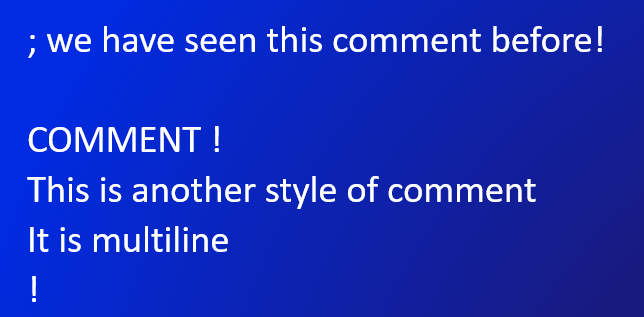 ; we have seen this comment before!
COMMENT !
This is another style of comment
It is multiline
!